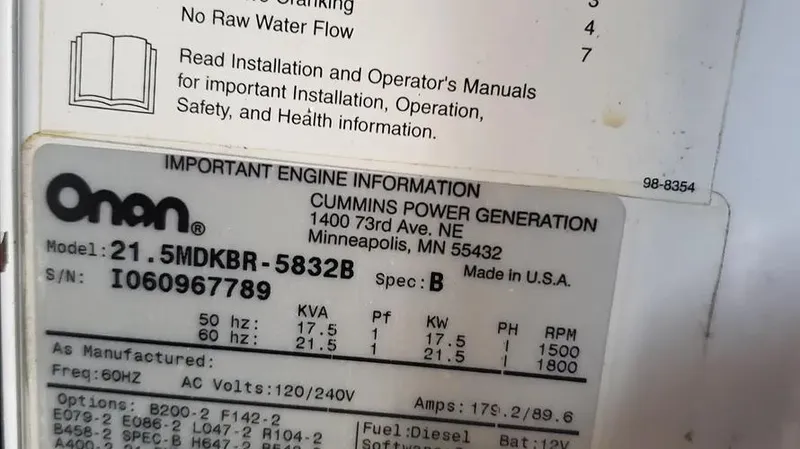 Cranking 3
No Raw Water Flow 4
7
Read Installation and Operator's Manuals
for important Installation, Operation,
Safety, and Health information.
98-8354
IMPORTANT ENGINE INFORMATION
Onan® CUMMINS POWER GENERATION
1400 73rd Ave. NE
Minneapolis, MN 55432
Model:21.5MDKBR-5832B Spec:B Made in U.S.A.
S/N: I060967789
KVA Pf KW PH RPM
50 hz: 17.5 1 17.5 1 1500
60 hz: 21.5 1 21.5 1 1800
As Manufactured:
Freq:60HZ AC Volts:120/240V Amps: 179.2/89.6
Options: B200-2 F142-2
E079-2 E086-2 L047-2 R104-2 Fuel:Diesel Bat:12V
B458-2 SPEC-B H647-2
A400-2